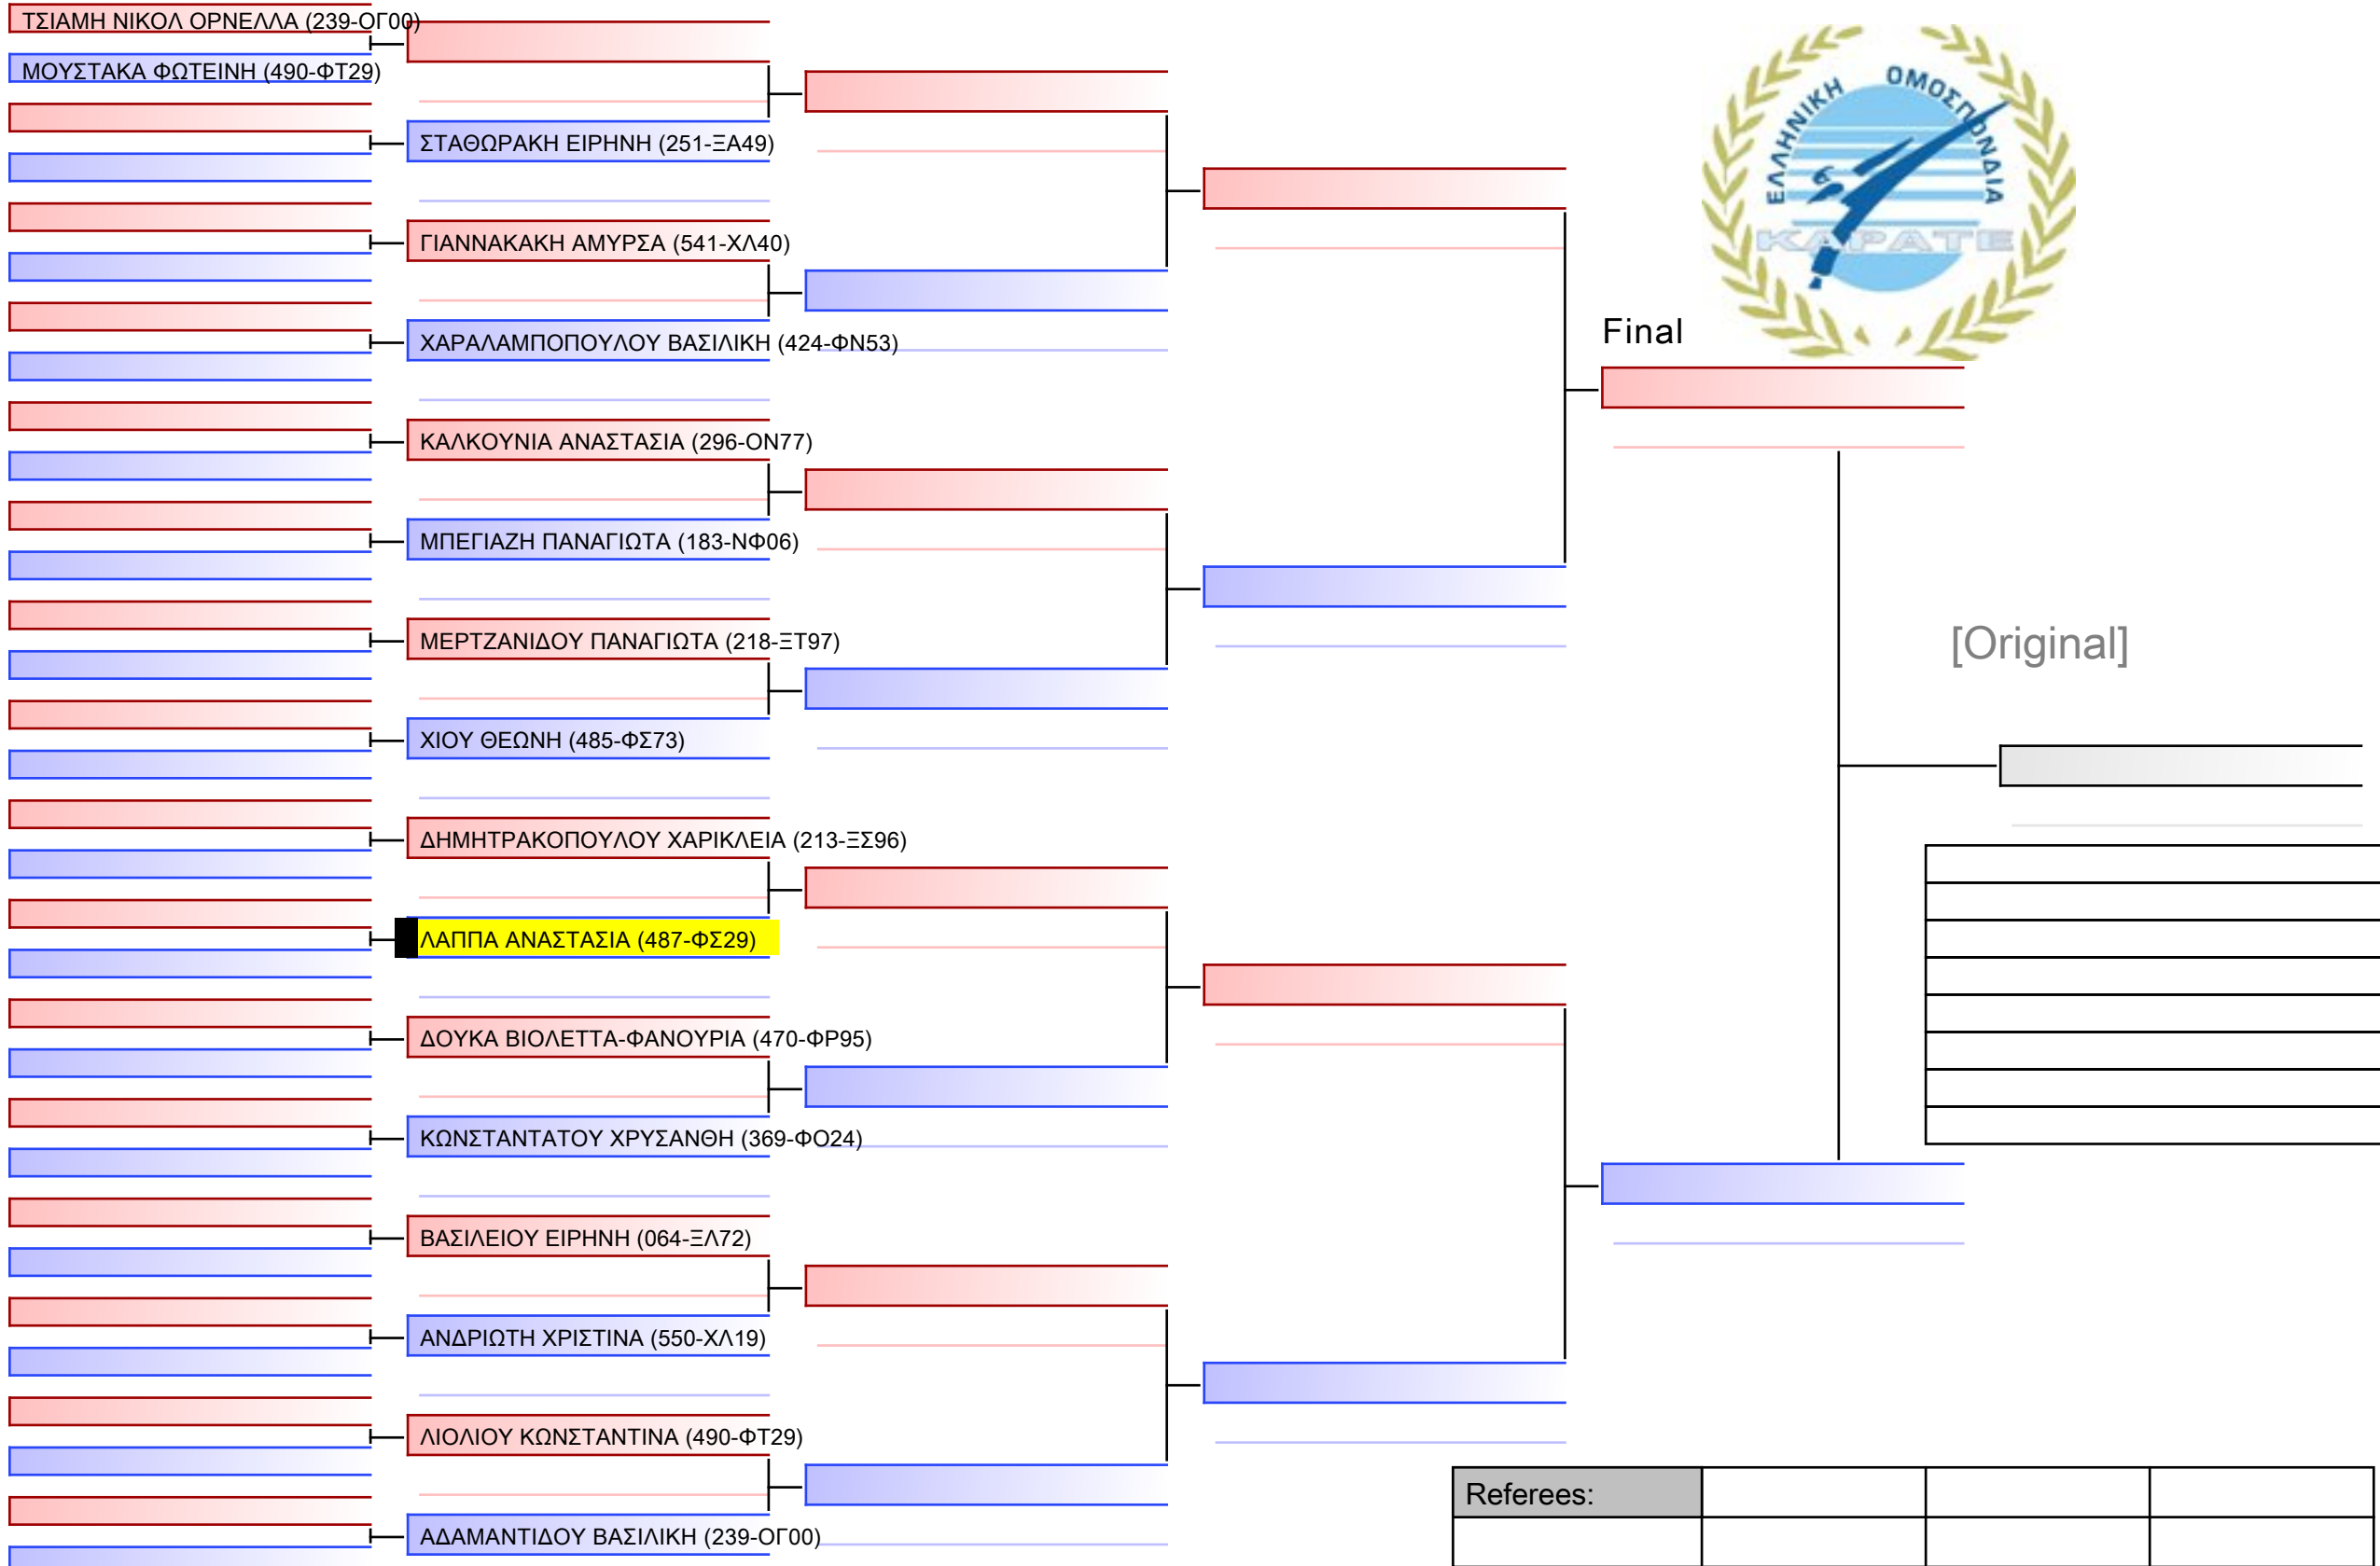 ΤΣΙΑΜΗ ΝΙΚΟΛ ΟΡΝΕΛΛΑ (239-ΟΓ00)
ΜΟΥΣΤΑΚΑ ΦΩΤΕΙΝΗ (490-ΦΤ29)
ΣΤΑΘΩΡΑΚΗ ΕΙΡΗΝΗ (251-ΞΑ49)
ΓΙΑΝΝΑΚΑΚΗ ΑΜΥΡΣΑ (541-ΧΛ40)
ΧΑΡΑΛΑΜΠΟΠΟΥΛΟΥ ΒΑΣΙΛΙΚΗ (424-ΦΝ53)
ΚΑΛΚΟΥΝΙΑ ΑΝΑΣΤΑΣΙΑ (296-ΟΝ77)
ΜΠΕΓΙΑΖΗ ΠΑΝΑΓΙΩΤΑ (183-ΝΦ06)
ΜΕΡΤΖΑΝΙΔΟΥ ΠΑΝΑΓΙΩΤΑ (218-ΞΤ97)
ΧΙΟΥ ΘΕΩΝΗ (485-ΦΣ73)
ΔΗΜΗΤΡΑΚΟΠΟΥΛΟΥ ΧΑΡΙΚΛΕΙΑ (213-ΞΣ96)
ΛΑΠΠΑ ΑΝΑΣΤΑΣΙΑ (487-ΦΣ29)
ΔΟΥΚΑ ΒΙΟΛΕΤΤΑ-ΦΑΝΟΥΡΙΑ (470-ΦΡ95)
ΚΩΝΣΤΑΝΤΑΤΟΥ ΧΡΥΣΑΝΘΗ (369-ΦΟ24)
ΒΑΣΙΛΕΙΟΥ ΕΙΡΗΝΗ (064-ΞΛ72)
ΑΝΔΡΙΩΤΗ ΧΡΙΣΤΙΝΑ (550-ΧΛ19)
ΛΙΟΛΙΟΥ ΚΩΝΣΤΑΝΤΙΝΑ (490-ΦΤ29)
ΑΔΑΜΑΝΤΙΔΟΥ ΒΑΣΙΛΙΚΗ (239-ΟΓ00)
ΕΛΛΗΝΙΚΗ ΟΜΟΣΠΟΝΔΙΑ
ΚΑΡΑΤΕ
Final
[Original]
Referees: